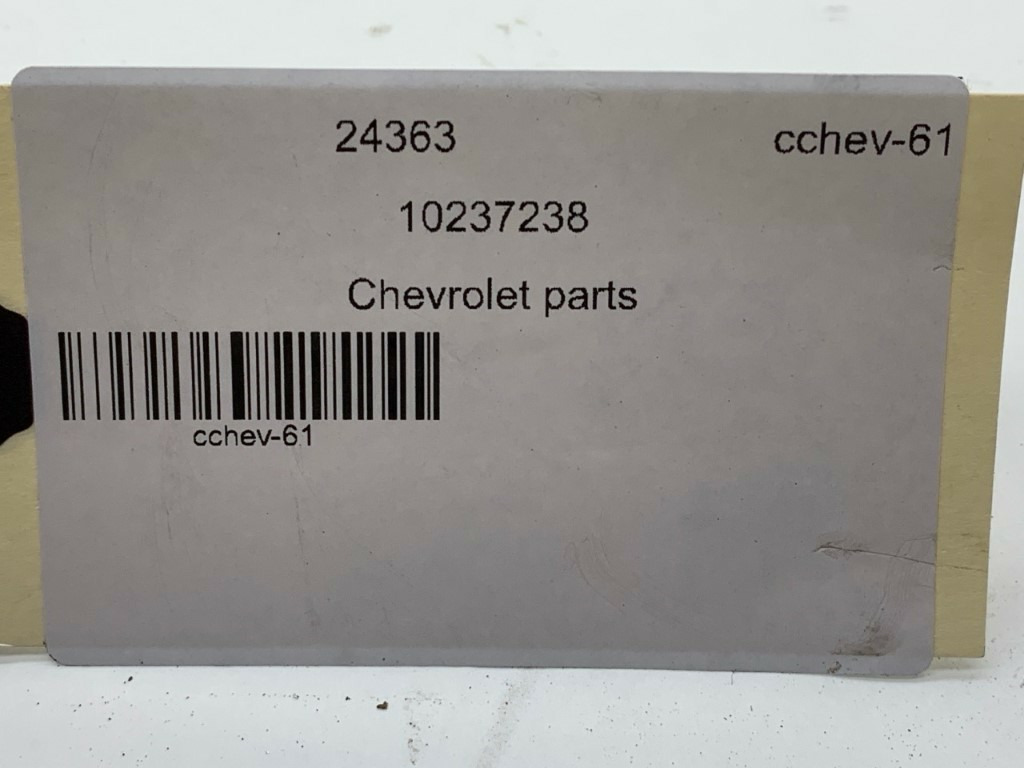 24363 cchev-61
10237238
Chevrolet parts
cchev-61